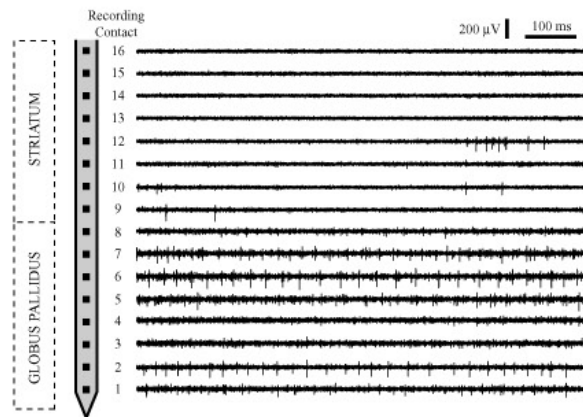 Recording
Contact
200 µV
100 ms
STRIATUM
GLOBUS PALLIDUS
16
15
14
13
12
11
10
9
8
7
6
5
4
3
2
1